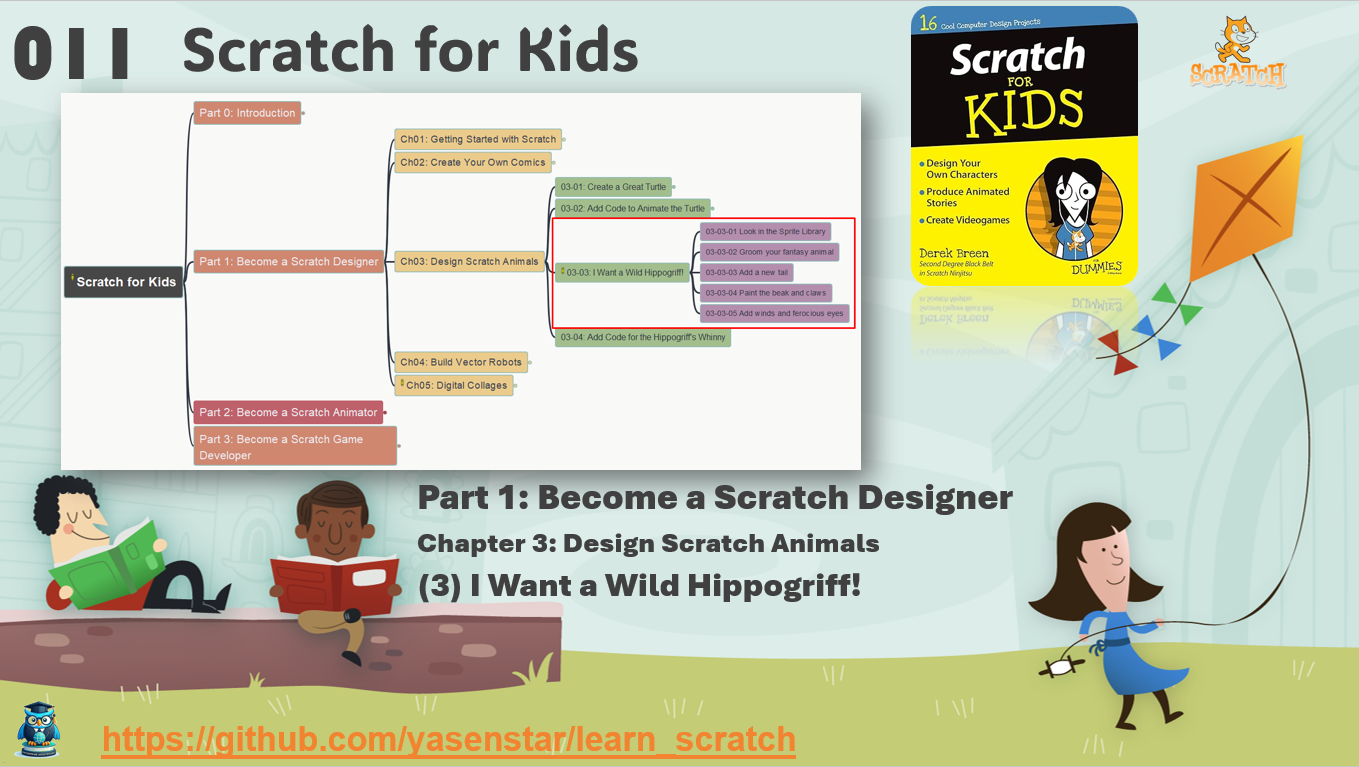 011 Scratch for Kids
Part 0: Introduction
Ch01: Getting Started with Scratch
Ch02: Create Your Own Comics
03-01: Create a Great Turtle
03-02: Add Code to Animate the Turtle
03-03-01 Look in the Sprite Library
03-03-02 Groom your fantasy animal
Part 1: Become a Scratch Designer
Ch03: Design Scratch Animals
03-03: I Want a Wild Hippogriff!
03-03-03 Add a new tail
Scratch for Kids
03-03-04 Paint the beak and claws
03-03-05 Add winds and ferocious eyes
03-04: Add Code for the Hippogriff's Whinny
Ch04: Build Vector Robots
Ch05: Digital Collages
Part 2: Become a Scratch Animator
Part 3: Become a Scratch Game
Developer
16 Cool Computer Design Projects
Scratch
FOR
KIDS
Design Your
Own Characters
Produce Animated
Stories
Create Videogames
Derek Breen
Second Degree Black Belt
in Scratch Ninjitsu
FOR
DUMMIES
SCRATCH
Part 1: Become a Scratch Designer
Chapter 3: Design Scratch Animals
(3) I Want a Wild Hippogriff!
https://github.com/yasenstar/learn_scratch